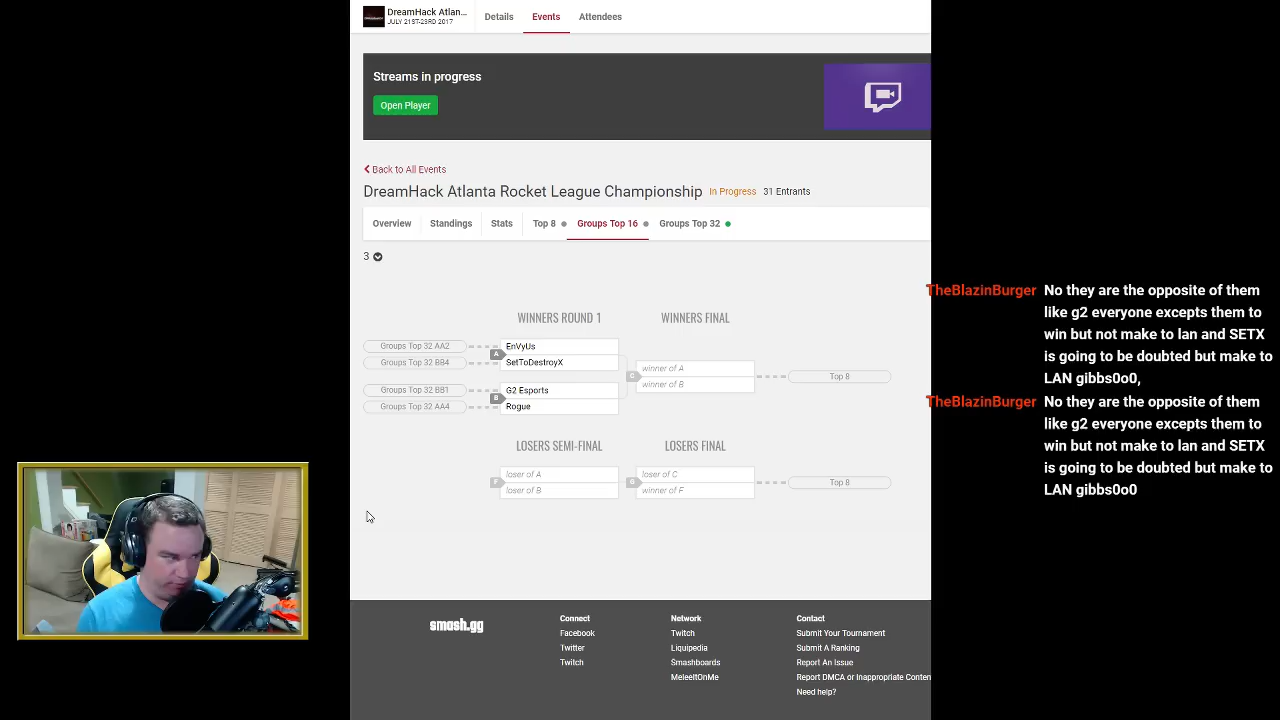 DreamHack Atlan...
JULY 21ST-23RD 2017
Details
Events
Attendees
Streams in progress
Open Player
Back to All Events
DreamHack Atlanta Rocket League Championship
In Progress
31 Entrants
Overview
Standings
Stats
Top 8
Groups Top 16
Groups Top 32
3
WINNERS ROUND 1
WINNERS FINAL
Groups Top 32 AA2
A
EnVyUs
Groups Top 32 BB4
SetToDestroyX
Groups Top 32 BB1
B
G2 Esports
Groups Top 32 AA4
Rogue
winner of A
winner of B
Top 8
LOSERS SEMI-FINAL
LOSERS FINAL
F
loser of A
loser of B
loser of C
winner of F
Top 8
TheBlazinBurger No they are the opposite of them
like g2 everyone excepts them to
win but not make to lan and SETX
is going to be doubted but make to
LAN gibbs0o0,
TheBlazinBurger No they are the opposite of them
like g2 everyone excepts them to
win but not make to lan and SETX
is going to be doubted but make to
LAN gibbs0o0
smash.gg
Connect
Facebook
Twitter
Twitch
Network
Twitch
Liquipedia
Smashboards
MeleeItOnMe
Contact
Submit Your Tournament
Submit A Ranking
Report An Issue
Report DMCA or Inappropriate Conten
Need help?